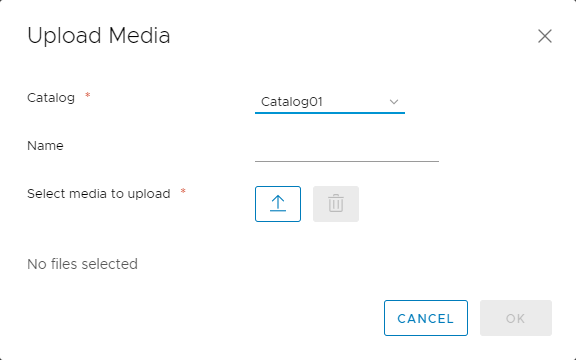 Upload Media
Catalog *
Catalog01
Name
Select media to upload *
No files selected
CANCEL
OK